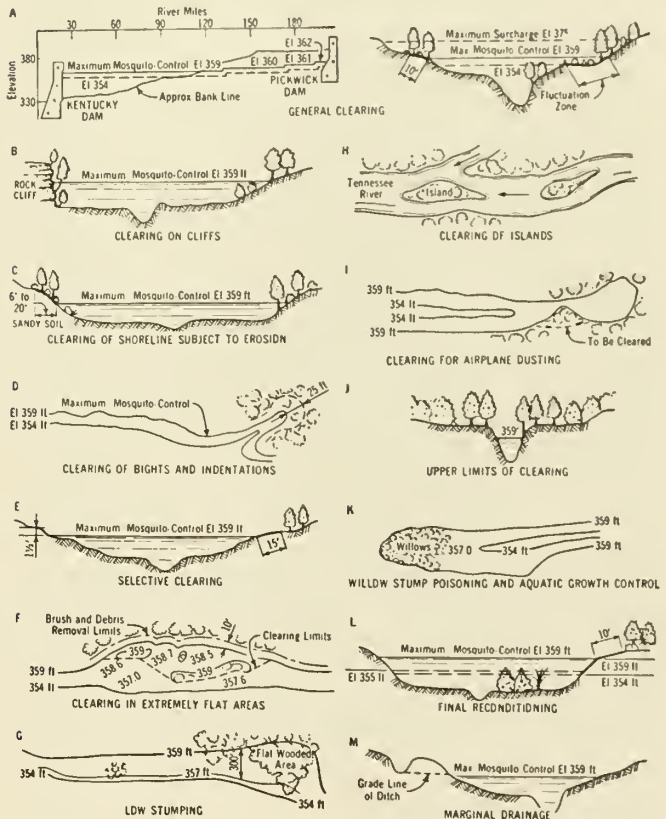 A
River Miles
30 60 90 120 150 180
Elevation
380
330
Maximum Mosquito Control El 359
El 354
El 362
El 360
El 361
KENTUCKY
DAM
Approx Bank Line
PICKWICK
DAM
Maximum Surcharge El
Max Mosquito Control El 359
El 354
10'
Fluctuation
Zone
GENERAL CLEARING
B
ROCK
CLIFF
Maximum Mosquito-Control El 359 ft
CLEARING ON CLIFFS
C
6' to
20'
SANDY SOIL
Maximum Mosquito-Control El 359 ft
CLEARING OF SHORELINE SUBJECT TO EROSION
D
Maximum Mosquito-Control
El 359 ft
El 354 ft
25 ft
CLEARING OF BIGHTS AND INDENTATIONS
E
Maximum Mosquito-Control El 359 ft
1½'
15'
SELECTIVE CLEARING
F
Brush and Debris
Removal Limits
10'
Clearing Limits
359 ft
354 ft
358.6
359
358.1
358.5
357.0
359
357.6
CLEARING IN EXTREMELY FLAT AREAS
G
354 ft
359 ft
357 ft
300'
Flat Wooded
Area
354 ft
LOW STUMPING
H
Tennessee
River
Island
CLEARING OF ISLANDS
I
359 ft
354 ft
354 ft
359 ft
To Be Cleared
CLEARING FOR AIRPLANE DUSTING
J
359'
UPPER LIMITS OF CLEARING
K
Willows
357.0
354 ft
359 ft
359 ft
WILLOW STUMP POISONING AND AQUATIC GROWTH CONTROL
L
Maximum Mosquito Control El 359 ft
10'
El 355 ft
El 359 ft
El 354 ft
FINAL RECONDITIONING
M
Max Mosquito Control El 359 ft
Grade Line
of Ditch
MARGINAL DRAINAGE